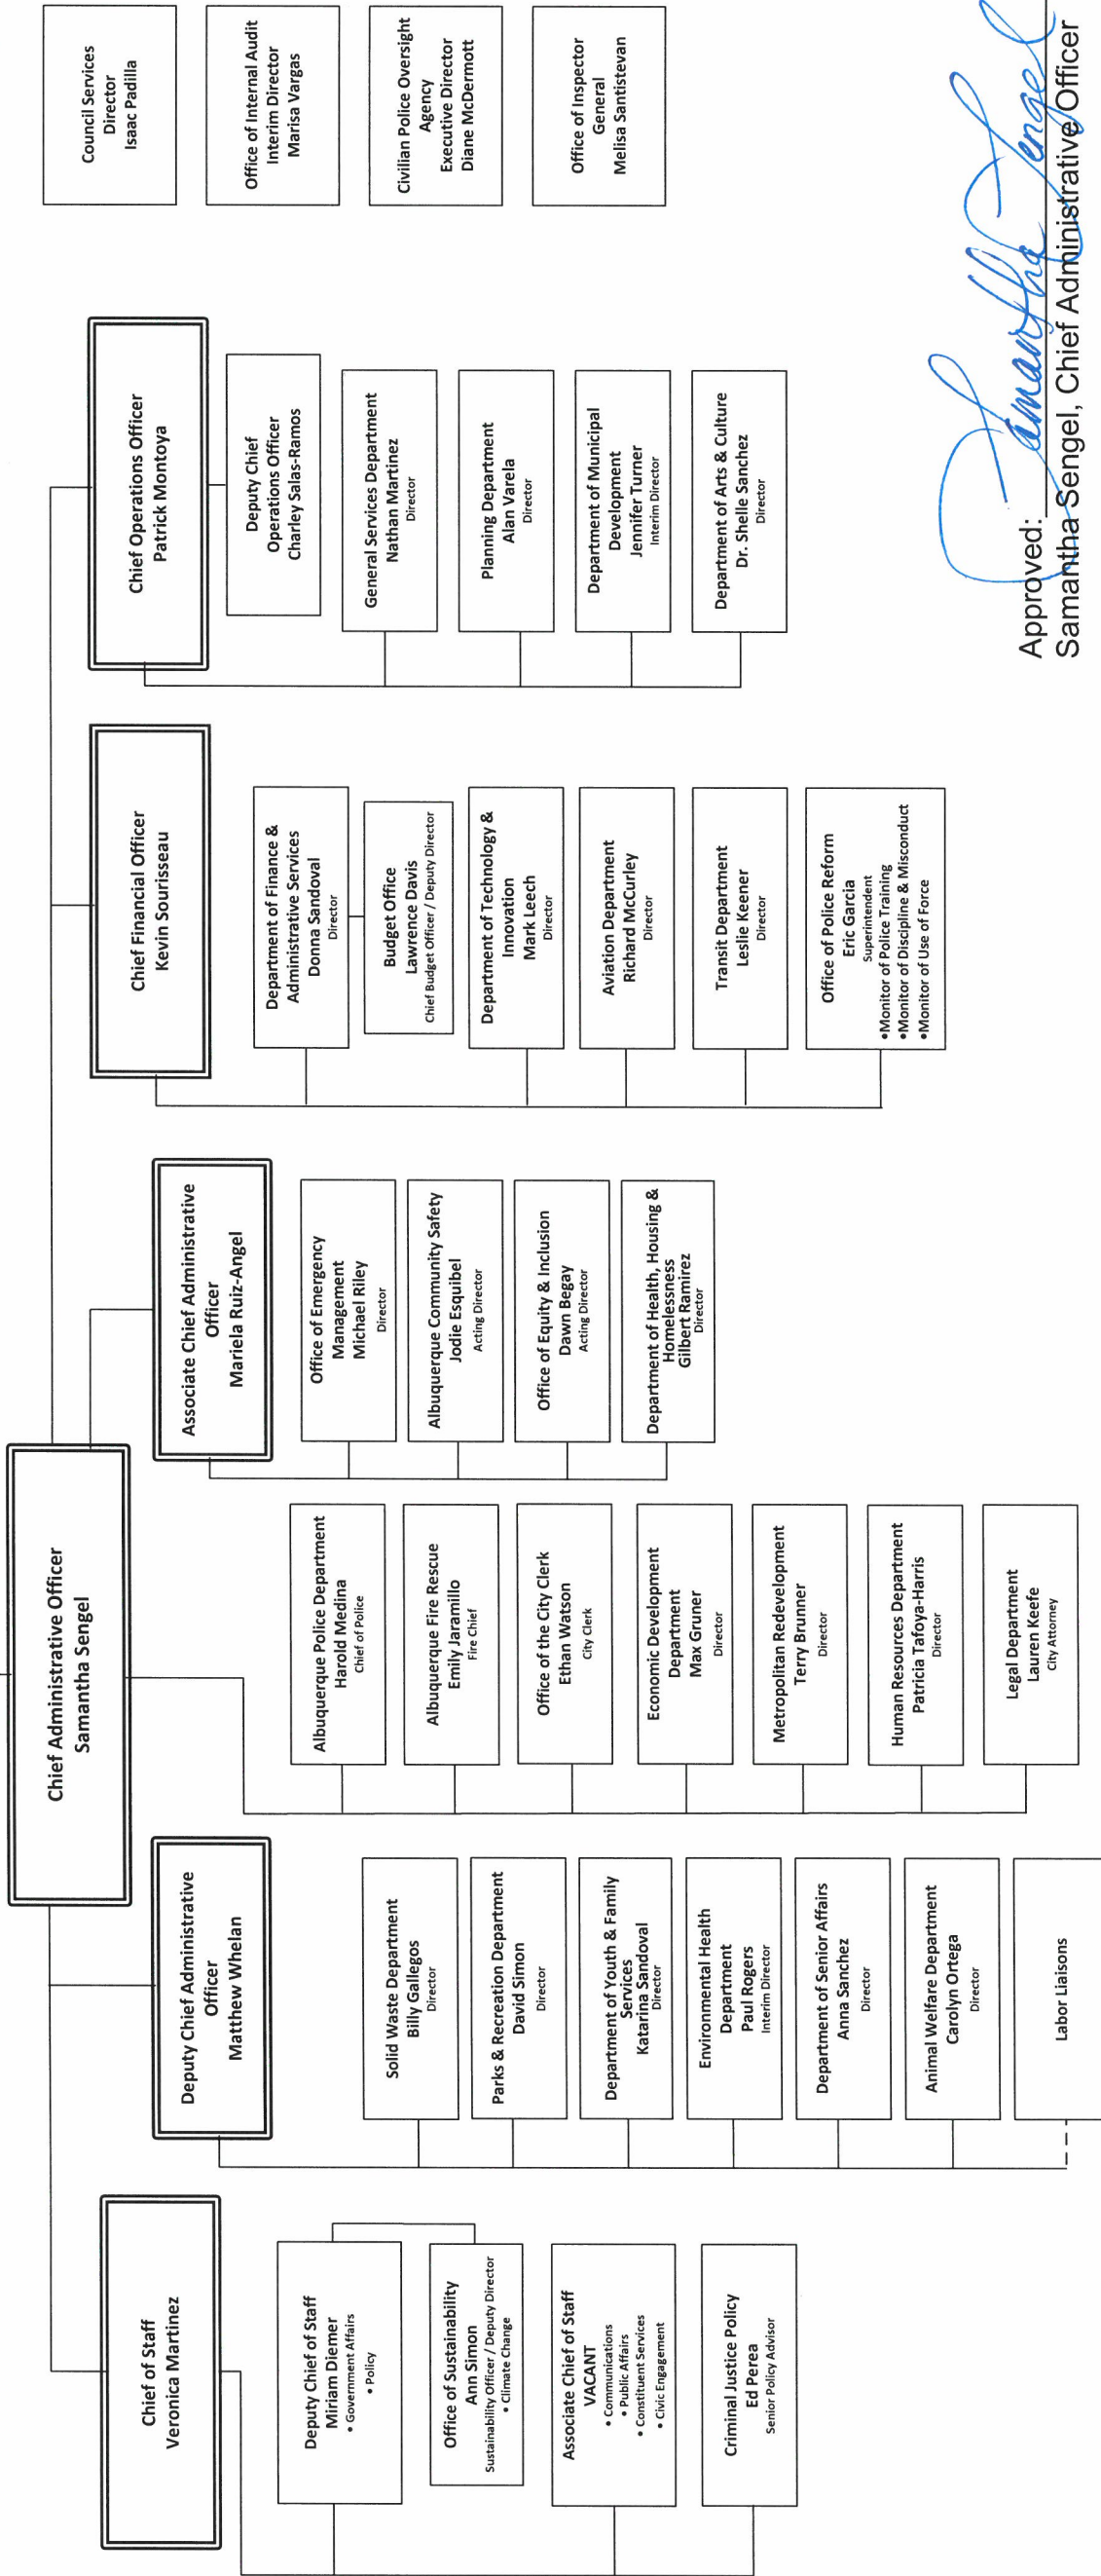 Chief Administrative Officer
Samantha Sengel
Chief of Staff
Veronica Martinez
Deputy Chief of Staff
Miriam Diemer
• Government Affairs
• Policy
Office of Sustainability
Ann Simon
Sustainability Officer / Deputy Director
• Climate Change
Associate Chief of Staff
VACANT
• Communications
• Public Affairs
• Constituent Services
• Civic Engagement
Criminal Justice Policy
Ed Perea
Senior Policy Advisor
Deputy Chief Administrative
Officer
Matthew Whelan
Solid Waste Department
Billy Gallegos
Director
Parks & Recreation Department
David Simon
Director
Department of Youth & Family
Services
Katarina Sandoval
Director
Environmental Health
Department
Paul Rogers
Interim Director
Department of Senior Affairs
Anna Sanchez
Director
Animal Welfare Department
Carolyn Ortega
Director
Labor Liaisons
Albuquerque Police Department
Harold Medina
Chief of Police
Albuquerque Fire Rescue
Emily Jaramillo
Fire Chief
Office of the City Clerk
Ethan Watson
City Clerk
Economic Development
Department
Max Gruner
Director
Metropolitan Redevelopment
Terry Brunner
Director
Human Resources Department
Patricia Tafoya-Harris
Director
Legal Department
Lauren Keefe
City Attorney
Associate Chief Administrative
Officer
Mariela Ruiz-Angel
Office of Emergency
Management
Michael Riley
Director
Albuquerque Community Safety
Jodie Esquibel
Acting Director
Office of Equity & Inclusion
Dawn Begay
Acting Director
Department of Health, Housing &
Homelessness
Gilbert Ramirez
Director
Chief Financial Officer
Kevin Sourisseau
Department of Finance &
Administrative Services
Donna Sandoval
Director
Budget Office
Lawrence Davis
Chief Budget Officer / Deputy Director
Department of Technology &
Innovation
Mark Leech
Director
Aviation Department
Richard McCurley
Director
Transit Department
Leslie Keener
Director
Office of Police Reform
Eric Garcia
Superintendent
•Monitor of Police Training
•Monitor of Discipline & Misconduct
•Monitor of Use of Force
Chief Operations Officer
Patrick Montoya
Deputy Chief
Operations Officer
Charley Salas-Ramos
General Services Department
Nathan Martinez
Director
Planning Department
Alan Varela
Director
Department of Municipal
Development
Jennifer Turner
Interim Director
Department of Arts & Culture
Dr. Shelle Sanchez
Director
Council Services
Director
Isaac Padilla
Office of Internal Audit
Interim Director
Marisa Vargas
Civilian Police Oversight
Agency
Executive Director
Diane McDermott
Office of Inspector
General
Melisa Santistevan
Approved: Samantha Sengel
Samantha Sengel, Chief Administrative Officer